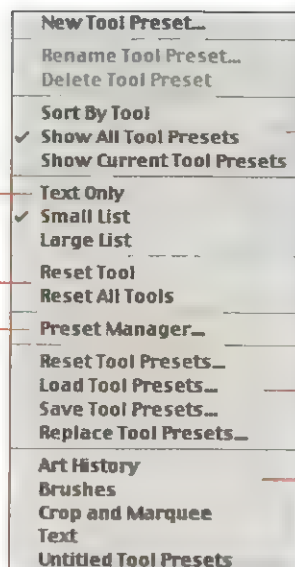 New Tool Preset...
Rename Tool Preset...
Delete Tool Preset
Sort By Tool
✓ Show All Tool Presets
Show Current Tool Presets
Text Only
✓ Small List
Large List
Reset Tool
Reset All Tools
Preset Manager...
Reset Tool Presets...
Load Tool Presets...
Save Tool Presets...
Replace Tool Presets...
Art History
Brushes
Crop and Marquee
Text
Untitled Tool Presets